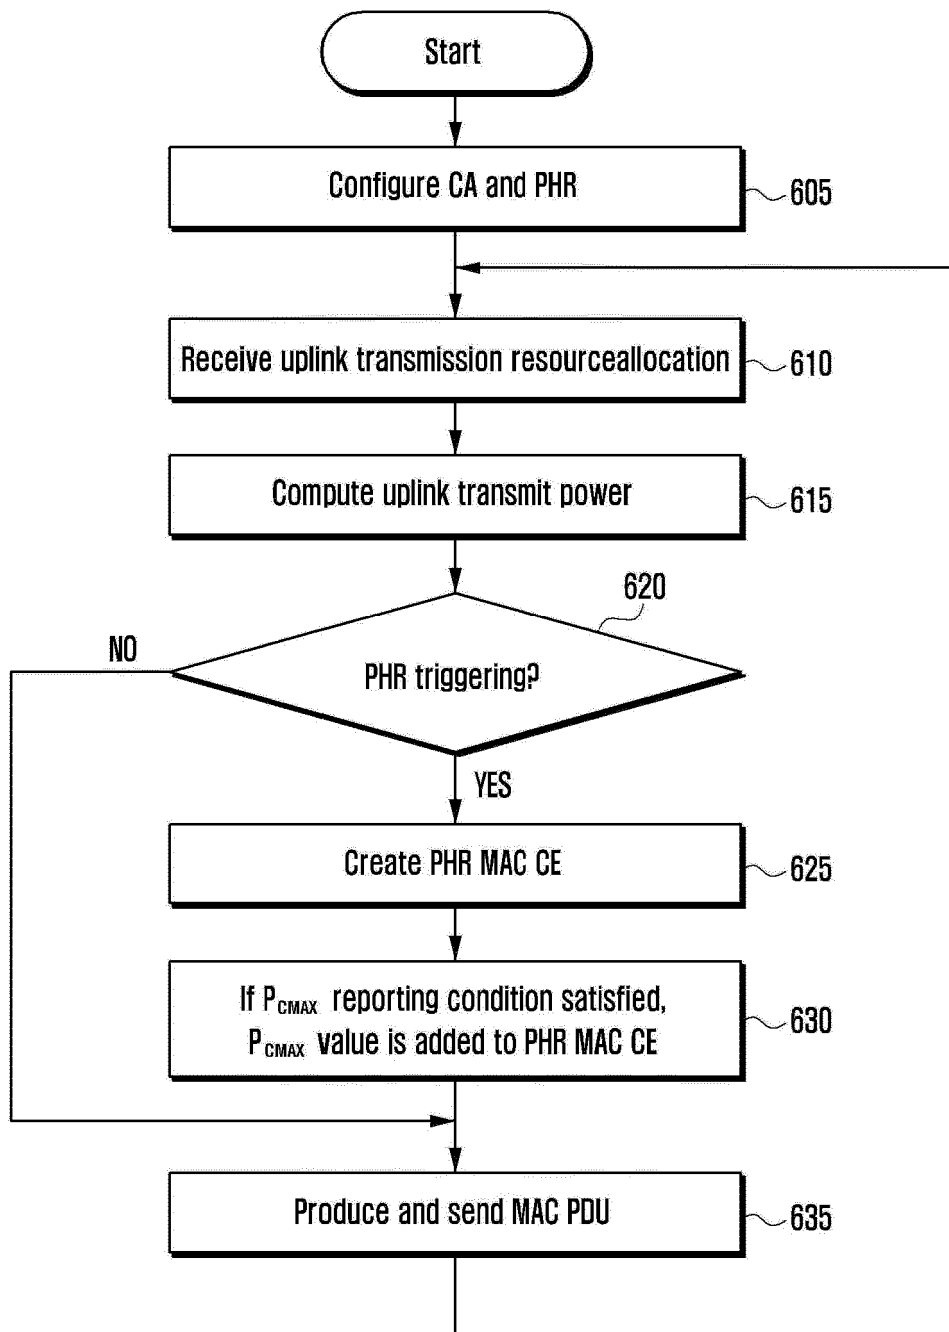 Start
Configure CA and PHR
605
Receive uplink transmission resourceallocation
610
Compute uplink transmit power
615
620
NO
PHR triggering?
YES
Create PHR MAC CE
625
If PCMAX reporting condition satisfied,
PCMAX value is added to PHR MAC CE
630
Produce and send MAC PDU
635